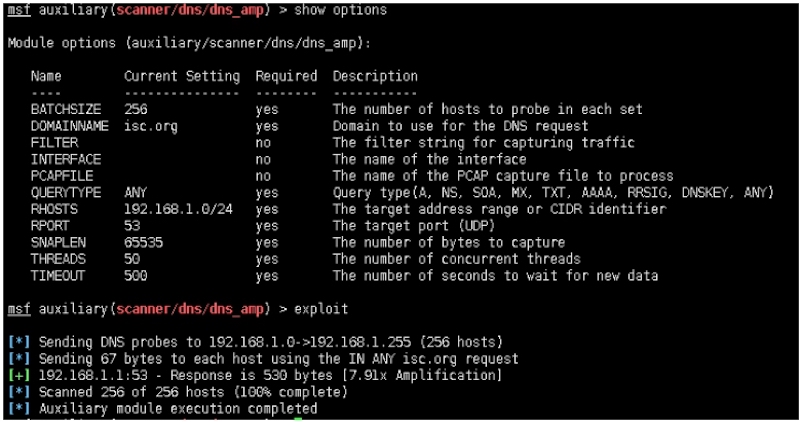 msf auxiliary(scanner/dns/dns_amp) > show options
Module options (auxiliary/scanner/dns/dns_amp):
Name Current Setting Required Description
---- --------------- -------- -----------
BATCHSIZE 256 yes The number of hosts to probe in each set
DOMAINNAME isc.org yes Domain to use for the DNS request
FILTER no The filter string for capturing traffic
INTERFACE no The name of the interface
PCAPFILE no The name of the PCAP capture file to process
QUERYTYPE ANY yes Query type(A, NS, SOA, MX, TXT, AAAA, RRSIG, DNSKEY, ANY)
RHOSTS 192.168.1.0/24 yes The target address range or CIDR identifier
RPORT 53 yes The target port (UDP)
SNAPLEN 65535 yes The number of bytes to capture
THREADS 50 yes The number of concurrent threads
TIMEOUT 500 yes The number of seconds to wait for new data
msf auxiliary(scanner/dns/dns_amp) > exploit
[*] Sending DNS probes to 192.168.1.0->192.168.1.255 (256 hosts)
[*] Sending 67 bytes to each host using the IN ANY isc.org request
[+] 192.168.1.1:53 - Response is 530 bytes [7.91x Amplification]
[*] Scanned 256 of 256 hosts (100% complete)
[*] Auxiliary module execution completed